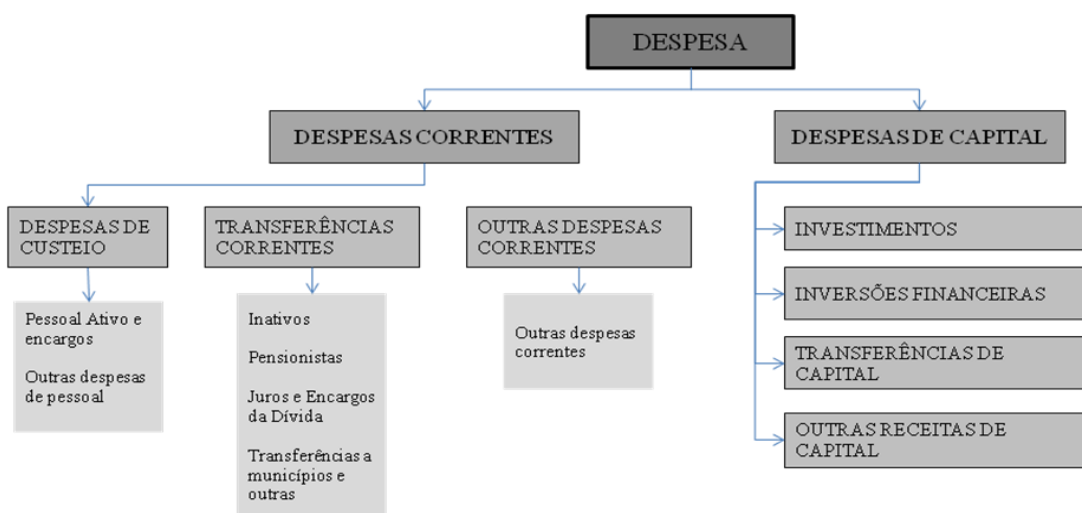 DESPESA
DESPESAS CORRENTES
DESPESAS DE CAPITAL
DESPESAS DE
CUSTEIO
Pessoal Ativo e
encargos
Outras despesas
de pessoal
TRANSFERÊNCIAS
CORRENTES
Inativos
Pensionistas
Juros e Encargos
da Dívida
Transferências a
municípios e
outras
OUTRAS DESPESAS
CORRENTES
Outras despesas
correntes
INVESTIMENTOS
INVERSÕES FINANCEIRAS
TRANSFERÊNCIAS DE
CAPITAL
OUTRAS RECEITAS DE
CAPITAL